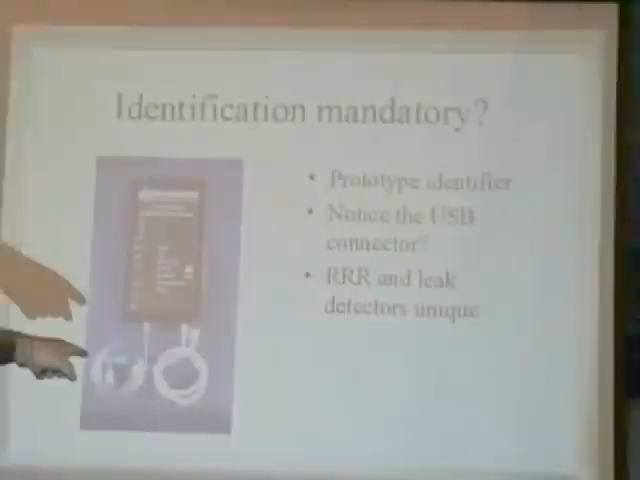 Identification mandatory?
• Prototype identifier
• Notice the USB
connector?
• RRR and leak
detectors unique